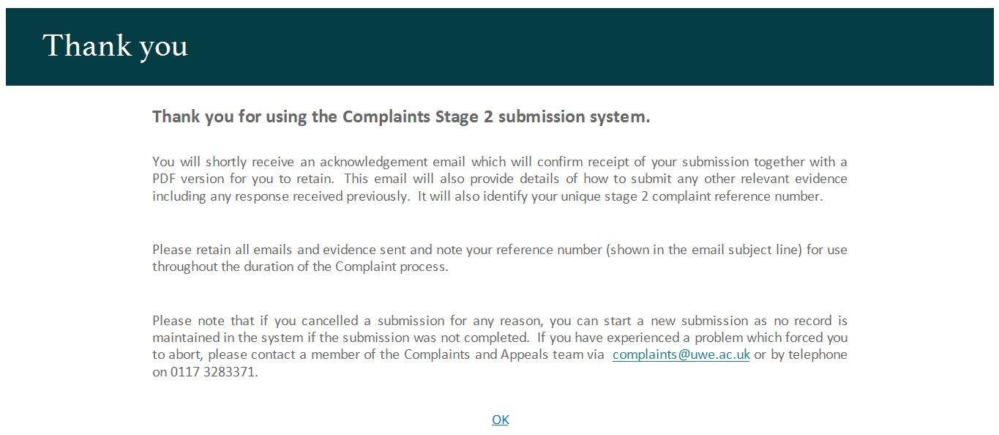 Thank you
Thank you for using the Complaints Stage 2 submission system.
You will shortly receive an acknowledgement email which will confirm receipt of your submission together with a
PDF version for you to retain.  This email will also provide details of how to submit any other relevant evidence
including any response received previously.  It will also identify your unique stage 2 complaint reference number.
Please retain all emails and evidence sent and note your reference number (shown in the email subject line) for use
throughout the duration of the Complaint process.
Please note that if you cancelled a submission for any reason, you can start a new submission as no record is
maintained in the system if the submission was not completed.  If you have experienced a problem which forced you
to abort, please contact a member of the Complaints and Appeals team via  complaints@uwe.ac.uk or by telephone
on 0117 3283371.
OK